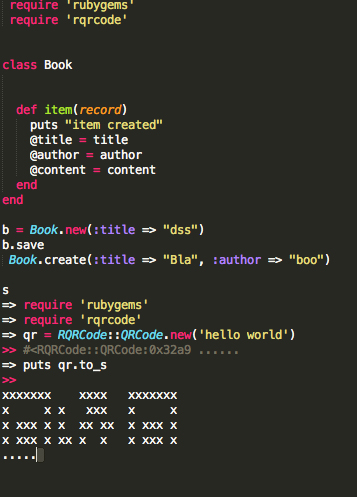 require 'rubygems'
require 'rqrcode'
class Book
def item(record)
puts "item created"
@title = title
@author = author
@content = content
end
end
b = Book.new(:title => "dss")
b.save
Book.create(:title => "Bla", :author => "boo")
s
=> require 'rubygems'
=> require 'rqrcode'
=> qr = RQRCode::QRCode.new('hello world')
>> #<RQRCode::QRCode:0x32a9 ......
=> puts qr.to_s
>>
xxxxxxx    xxxx   xxxxxxx
x     x x   xxx   x     x
x xxx x x  xx xx  x xxx x
x xxx x xx x  x   x xxx x
.....